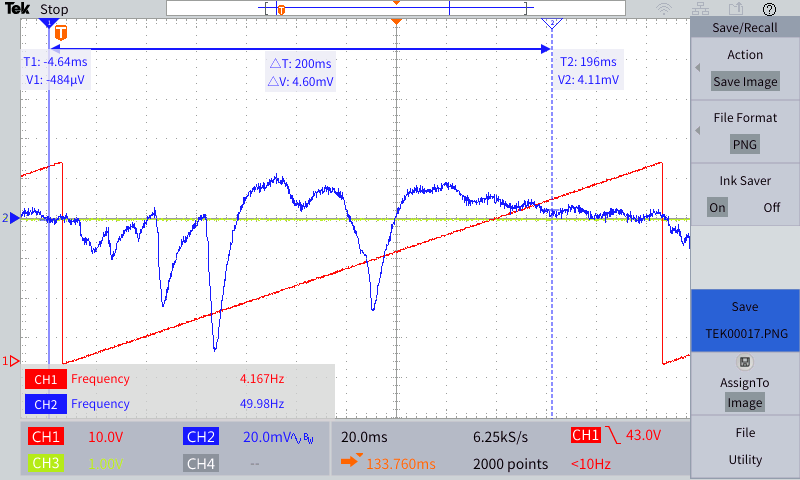 Tek Stop
T
Save/Recall
1
2
T
T1: -4.64ms
V1: -484μV
△T: 200ms
△V: 4.60mV
T2: 196ms
V2: 4.11mV
Action
Save Image
File Format
PNG
Ink Saver
On Off
2
1
Save
TEK00017.PNG
AssignTo
Image
File
Utility
CH1 Frequency 4.167Hz
CH2 Frequency 49.98Hz
CH1 10.0V CH2 20.0mV BW 20.0ms 6.25kS/s CH1 43.0V
CH3 1.00V CH4 -- 133.760ms 2000 points <10Hz